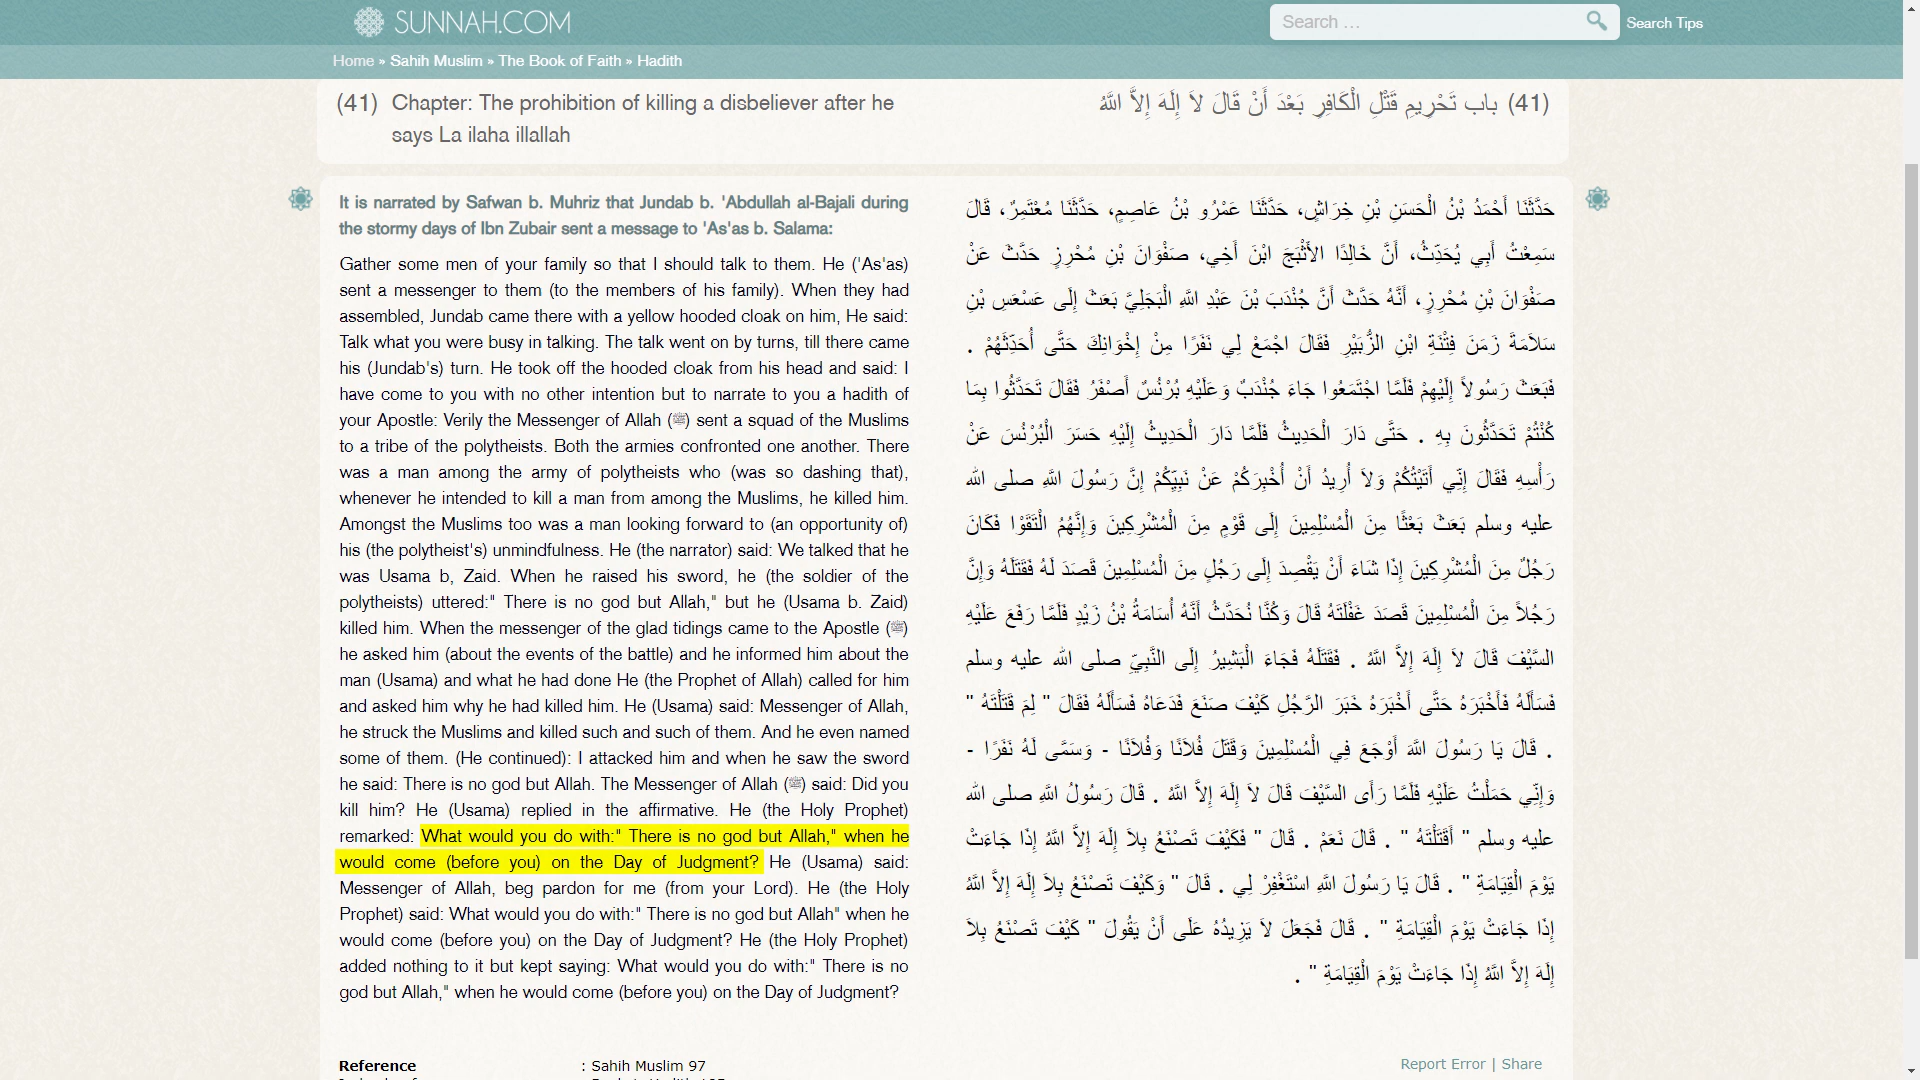 SUNNAH.COM
Search ...
Search Tips
Home » Sahih Muslim » The Book of Faith » Hadith
(41) Chapter: The prohibition of killing a disbeliever after he
says La ilaha illallah
(41) باب تَحْرِيمِ قَتْلِ الْكَافِرِ بَعْدَ أَنْ قَالَ لاَ إِلَهَ إِلاَّ اللَّهُ
It is narrated by Safwan b. Muhriz that Jundab b. 'Abdullah al-Bajali during
the stormy days of Ibn Zubair sent a message to 'As'as b. Salama:
Gather some men of your family so that I should talk to them. He ('As'as)
sent a messenger to them (to the members of his family). When they had
assembled, Jundab came there with a yellow hooded cloak on him, He said:
Talk what you were busy in talking. The talk went on by turns, till there came
his (Jundab's) turn. He took off the hooded cloak from his head and said: I
have come to you with no other intention but to narrate to you a hadith of
your Apostle: Verily the Messenger of Allah (ﷺ) sent a squad of the Muslims
to a tribe of the polytheists. Both the armies confronted one another. There
was a man among the army of polytheists who (was so dashing that),
whenever he intended to kill a man from among the Muslims, he killed him.
Amongst the Muslims too was a man looking forward to (an opportunity of)
his (the polytheist's) unmindfulness. He (the narrator) said: We talked that he
was Usama b, Zaid. When he raised his sword, he (the soldier of the
polytheists) uttered:" There is no god but Allah," but he (Usama b. Zaid)
killed him. When the messenger of the glad tidings came to the Apostle (ﷺ)
he asked him (about the events of the battle) and he informed him about the
man (Usama) and what he had done He (the Prophet of Allah) called for him
and asked him why he had killed him. He (Usama) said: Messenger of Allah,
he struck the Muslims and killed such and such of them. And he even named
some of them. (He continued): I attacked him and when he saw the sword
he said: There is no god but Allah. The Messenger of Allah (ﷺ) said: Did you
kill him? He (Usama) replied in the affirmative. He (the Holy Prophet)
remarked: What would you do with:" There is no god but Allah," when he
would come (before you) on the Day of Judgment? He (Usama) said:
Messenger of Allah, beg pardon for me (from your Lord). He (the Holy
Prophet) said: What would you do with:" There is no god but Allah" when he
would come (before you) on the Day of Judgment? He (the Holy Prophet)
added nothing to it but kept saying: What would you do with:" There is no
god but Allah," when he would come (before you) on the Day of Judgment?
حَدَّثَنَا أَحْمَدُ بْنُ الْحَسَنِ بْنِ خِرَاشٍ، حَدَّثَنَا عَمْرُو بْنُ عَاصِمٍ، حَدَّثَنَا مُعْتَمِرٌ، قَالَ
سَمِعْتُ أَبِي يُحَدِّثُ، أَنَّ خَالِدًا الأَثْبَجَ ابْنَ أَخِي، صَفْوَانَ بْنِ مُحْرِزٍ حَدَّثَ عَنْ
صَفْوَانَ بْنِ مُحْرِزٍ، أَنَّهُ حَدَّثَ أَنَّ جُنْدَبَ بْنَ عَبْدِ اللَّهِ الْبَجَلِيَّ بَعَثَ إِلَى عَسْعَسِ بْنِ
سَلاَمَةَ زَمَنَ فِتْنَةِ ابْنِ الزُّبَيْرِ فَقَالَ اجْمَعْ لِي نَفَرًا مِنْ إِخْوَانِكَ حَتَّى أُحَدِّثَهُمْ .
فَبَعَثَ رَسُولاً إِلَيْهِمْ فَلَمَّا اجْتَمَعُوا جَاءَ جُنْدَبٌ وَعَلَيْهِ بُرْنُسٌ أَصْفَرُ فَقَالَ تَحَدَّثُوا بِمَا
كُنْتُمْ تَحَدَّثُونَ بِهِ . حَتَّى دَارَ الْحَدِيثُ فَلَمَّا دَارَ الْحَدِيثُ إِلَيْهِ حَسَرَ الْبُرْنُسَ عَنْ
رَأْسِهِ فَقَالَ إِنِّي أَتَيْتُكُمْ وَلاَ أُرِيدُ أَنْ أُخْبِرَكُمْ عَنْ نَبِيِّكُمْ إِنَّ رَسُولَ اللَّهِ صلى الله
عليه وسلم بَعَثَ بَعْثًا مِنَ الْمُسْلِمِينَ إِلَى قَوْمٍ مِنَ الْمُشْرِكِينَ وَإِنَّهُمُ الْتَقَوْا فَكَانَ
رَجُلٌ مِنَ الْمُشْرِكِينَ إِذَا شَاءَ أَنْ يَقْصِدَ إِلَى رَجُلٍ مِنَ الْمُسْلِمِينَ قَصَدَ لَهُ فَقَتَلَهُ وَإِنَّ
رَجُلاً مِنَ الْمُسْلِمِينَ قَصَدَ غَفْلَتَهُ قَالَ وَكُنَّا نُحَدَّثُ أَنَّهُ أُسَامَةُ بْنُ زَيْدٍ فَلَمَّا رَفَعَ عَلَيْهِ
السَّيْفَ قَالَ لاَ إِلَهَ إِلاَّ اللَّهُ . فَقَتَلَهُ فَجَاءَ الْبَشِيرُ إِلَى النَّبِيِّ صلى الله عليه وسلم
فَسَأَلَهُ فَأَخْبَرَهُ حَتَّى أَخْبَرَهُ خَبَرَ الرَّجُلِ كَيْفَ صَنَعَ فَدَعَاهُ فَسَأَلَهُ فَقَالَ " لِمَ قَتَلْتَهُ "
. قَالَ يَا رَسُولَ اللَّهِ أَوْجَعَ فِي الْمُسْلِمِينَ وَقَتَلَ فُلاَنًا وَفُلاَنًا - وَسَمَّى لَهُ نَفَرًا -
وَإِنِّي حَمَلْتُ عَلَيْهِ فَلَمَّا رَأَى السَّيْفَ قَالَ لاَ إِلَهَ إِلاَّ اللَّهُ . قَالَ رَسُولُ اللَّهِ صلى الله
عليه وسلم " أَقَتَلْتَهُ " . قَالَ نَعَمْ . قَالَ " فَكَيْفَ تَصْنَعُ بِلاَ إِلَهَ إِلاَّ اللَّهُ إِذَا جَاءَتْ
يَوْمَ الْقِيَامَةِ " . قَالَ يَا رَسُولَ اللَّهِ اسْتَغْفِرْ لِي . قَالَ " وَكَيْفَ تَصْنَعُ بِلاَ إِلَهَ إِلاَّ اللَّهُ
إِذَا جَاءَتْ يَوْمَ الْقِيَامَةِ " . قَالَ فَجَعَلَ لاَ يَزِيدُهُ عَلَى أَنْ يَقُولَ " كَيْفَ تَصْنَعُ بِلاَ
إِلَهَ إِلاَّ اللَّهُ إِذَا جَاءَتْ يَوْمَ الْقِيَامَةِ " .
Reference : Sahih Muslim 97
Report Error | Share